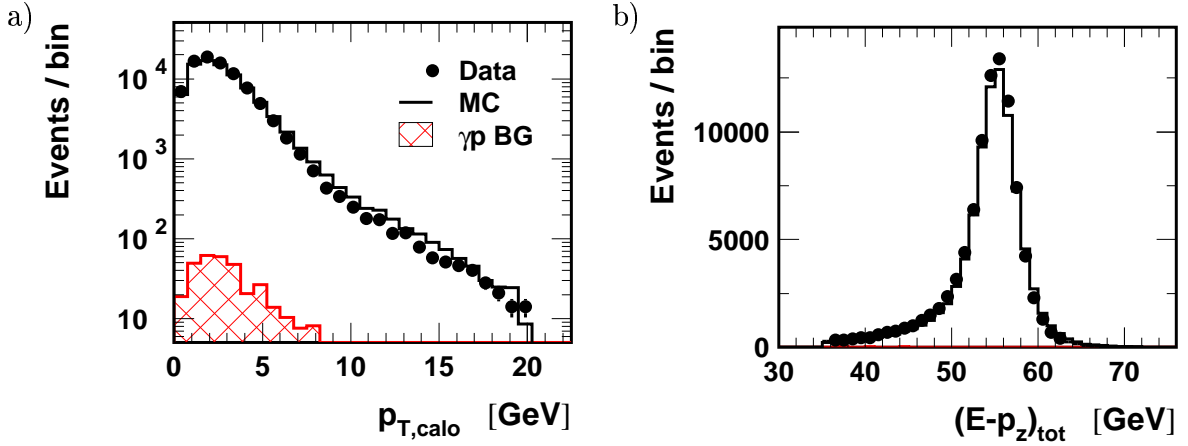 a)
Events / bin
10 4
10 3
10 2
10
0 5 10 15 20
p_T,calo [GeV]
Data
MC
γp BG
b)
Events / bin
10000
5000
0
30 40 50 60 70
(E-p_z)_tot [GeV]